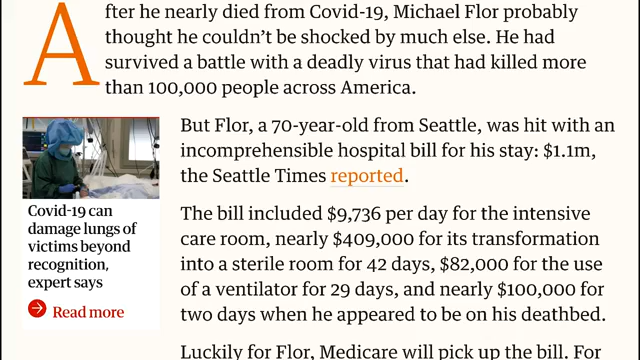 After he nearly died from Covid-19, Michael Flor probably
thought he couldn’t be shocked by much else. He had
survived a battle with a deadly virus that had killed more
than 100,000 people across America.
But Flor, a 70-year-old from Seattle, was hit with an
incomprehensible hospital bill for his stay: $1.1m,
the Seattle Times reported.
Covid-19 can
damage lungs of
victims beyond
recognition,
expert says
Read more
The bill included $9,736 per day for the intensive
care room, nearly $409,000 for its transformation
into a sterile room for 42 days, $82,000 for the use
of a ventilator for 29 days, and nearly $100,000 for
two days when he appeared to be on his deathbed.
Luckily for Flor, Medicare will pick up the bill. For